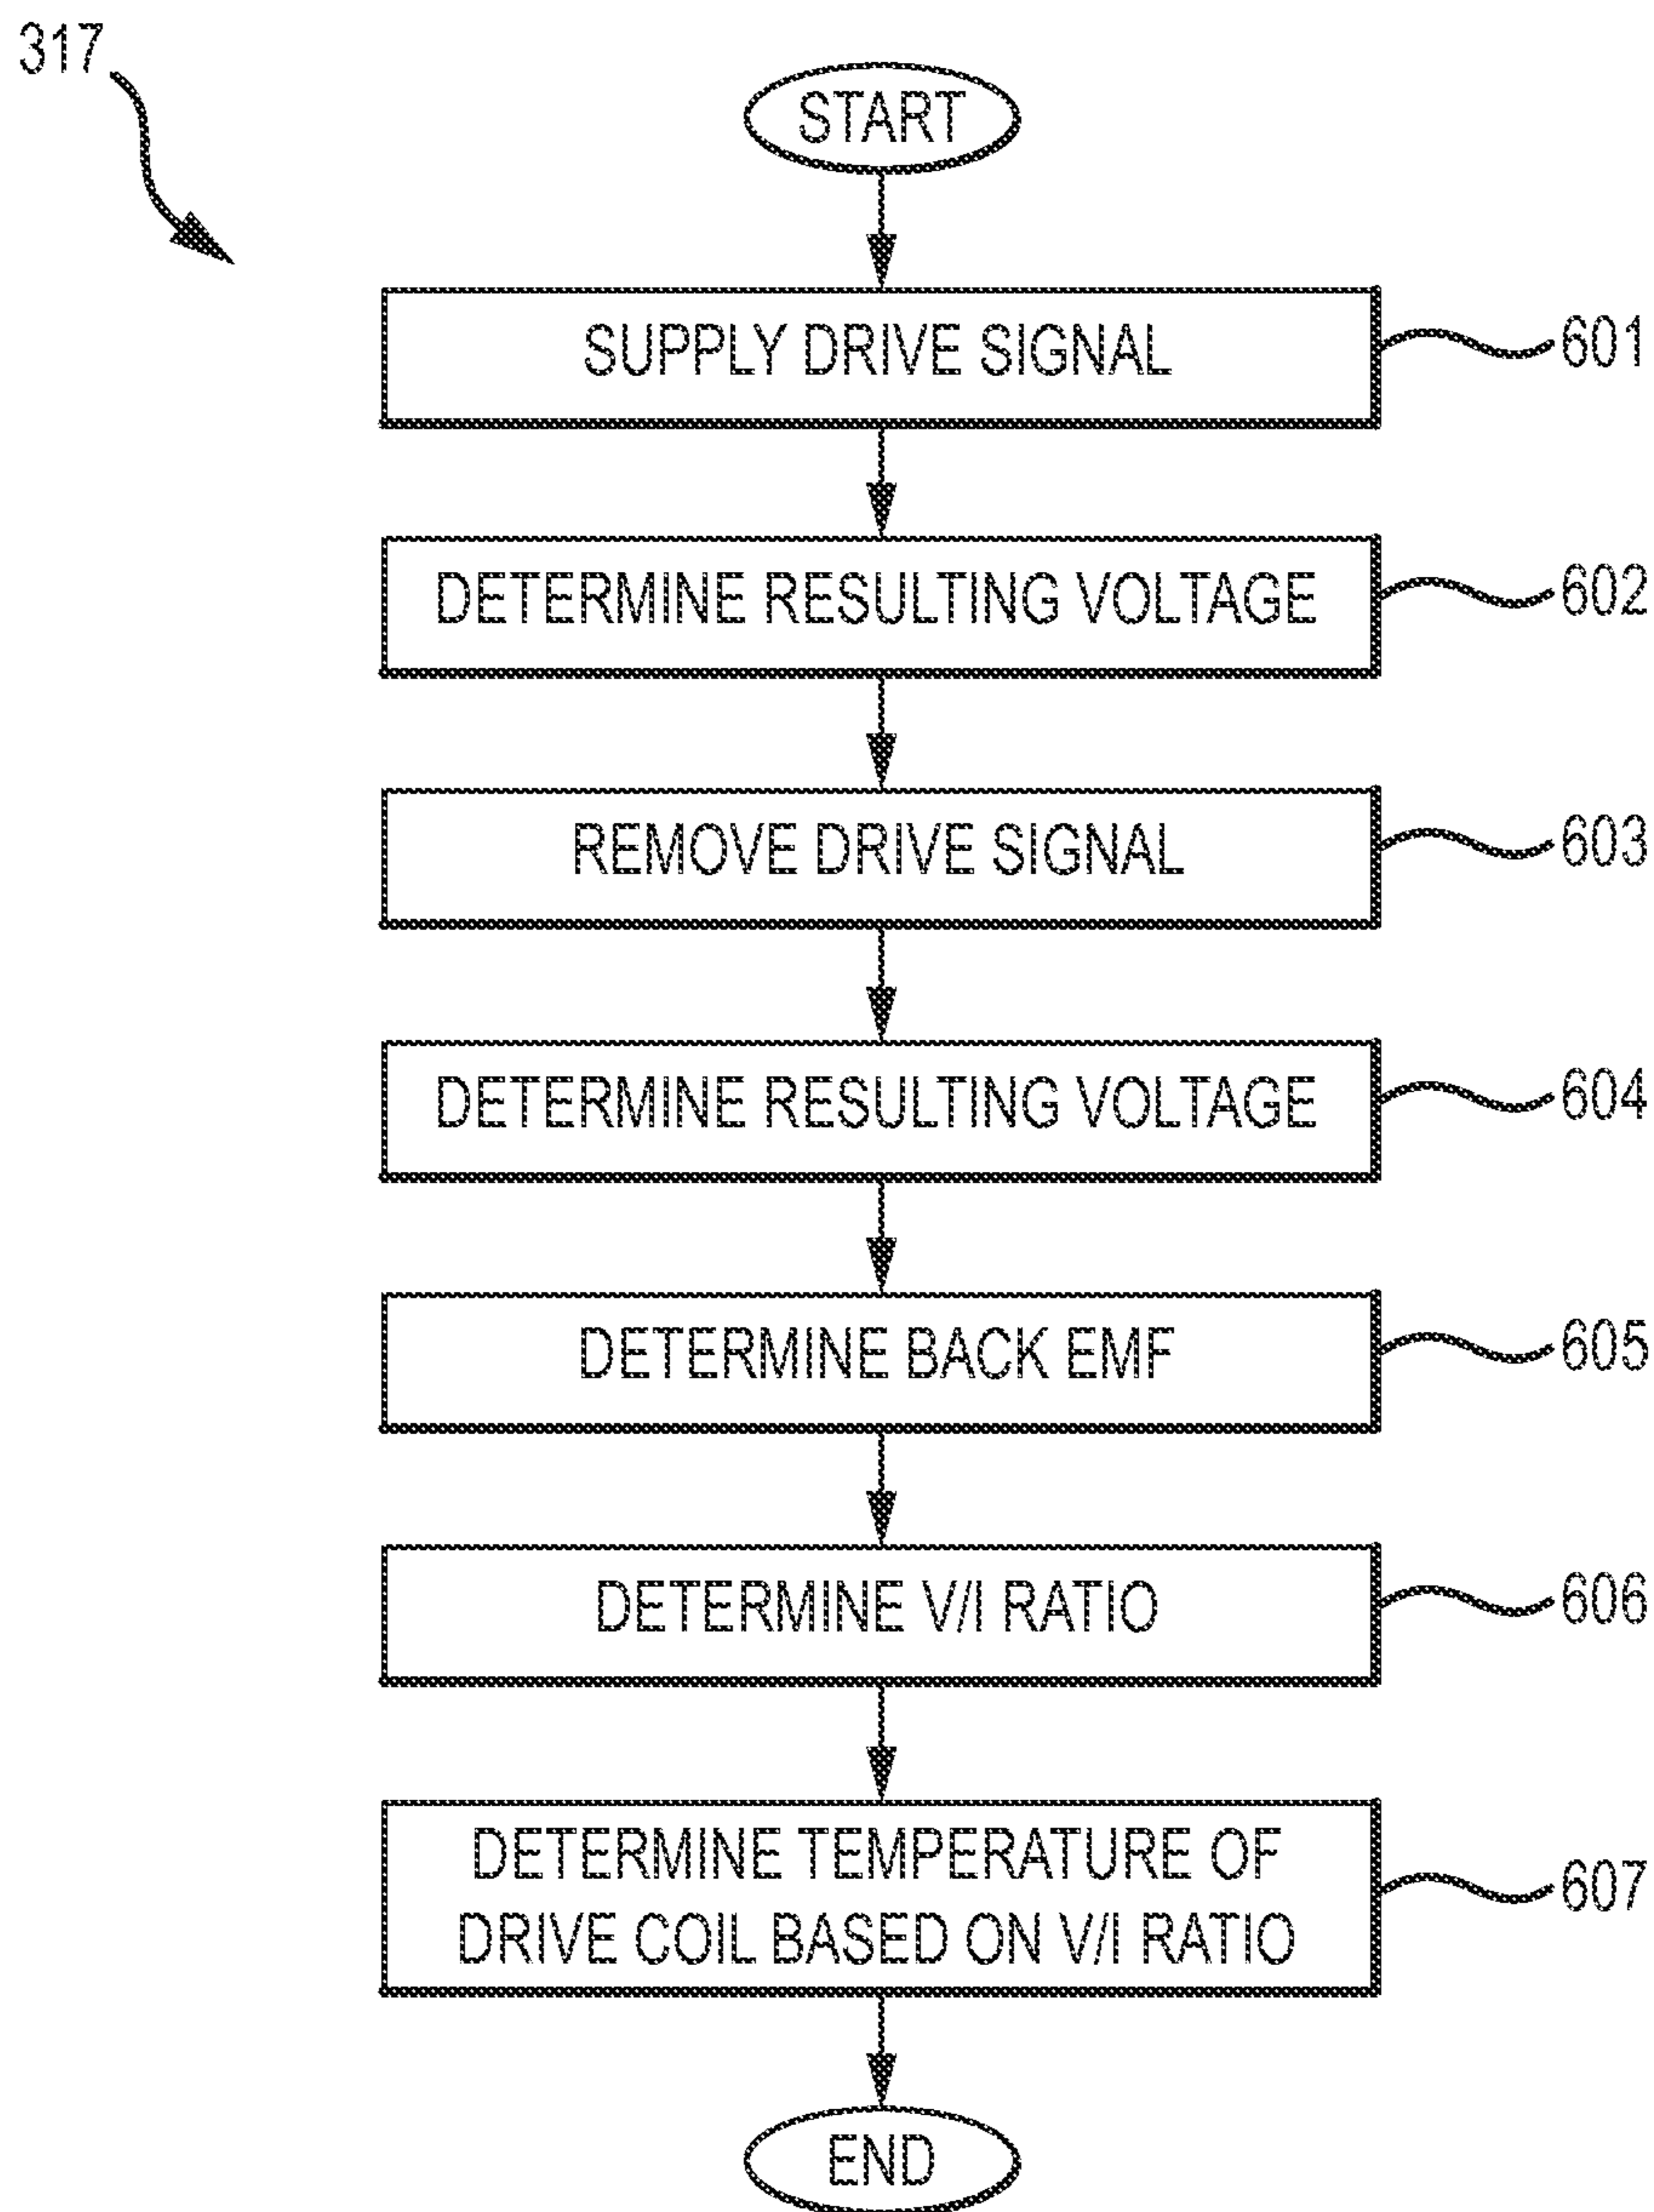 317
START
SUPPLY DRIVE SIGNAL
601
DETERMINE RESULTING VOLTAGE
602
REMOVE DRIVE SIGNAL
603
DETERMINE RESULTING VOLTAGE
604
DETERMINE BACK EMF
605
DETERMINE V/I RATIO
606
DETERMINE TEMPERATURE OF
DRIVE COIL BASED ON V/I RATIO
607
END